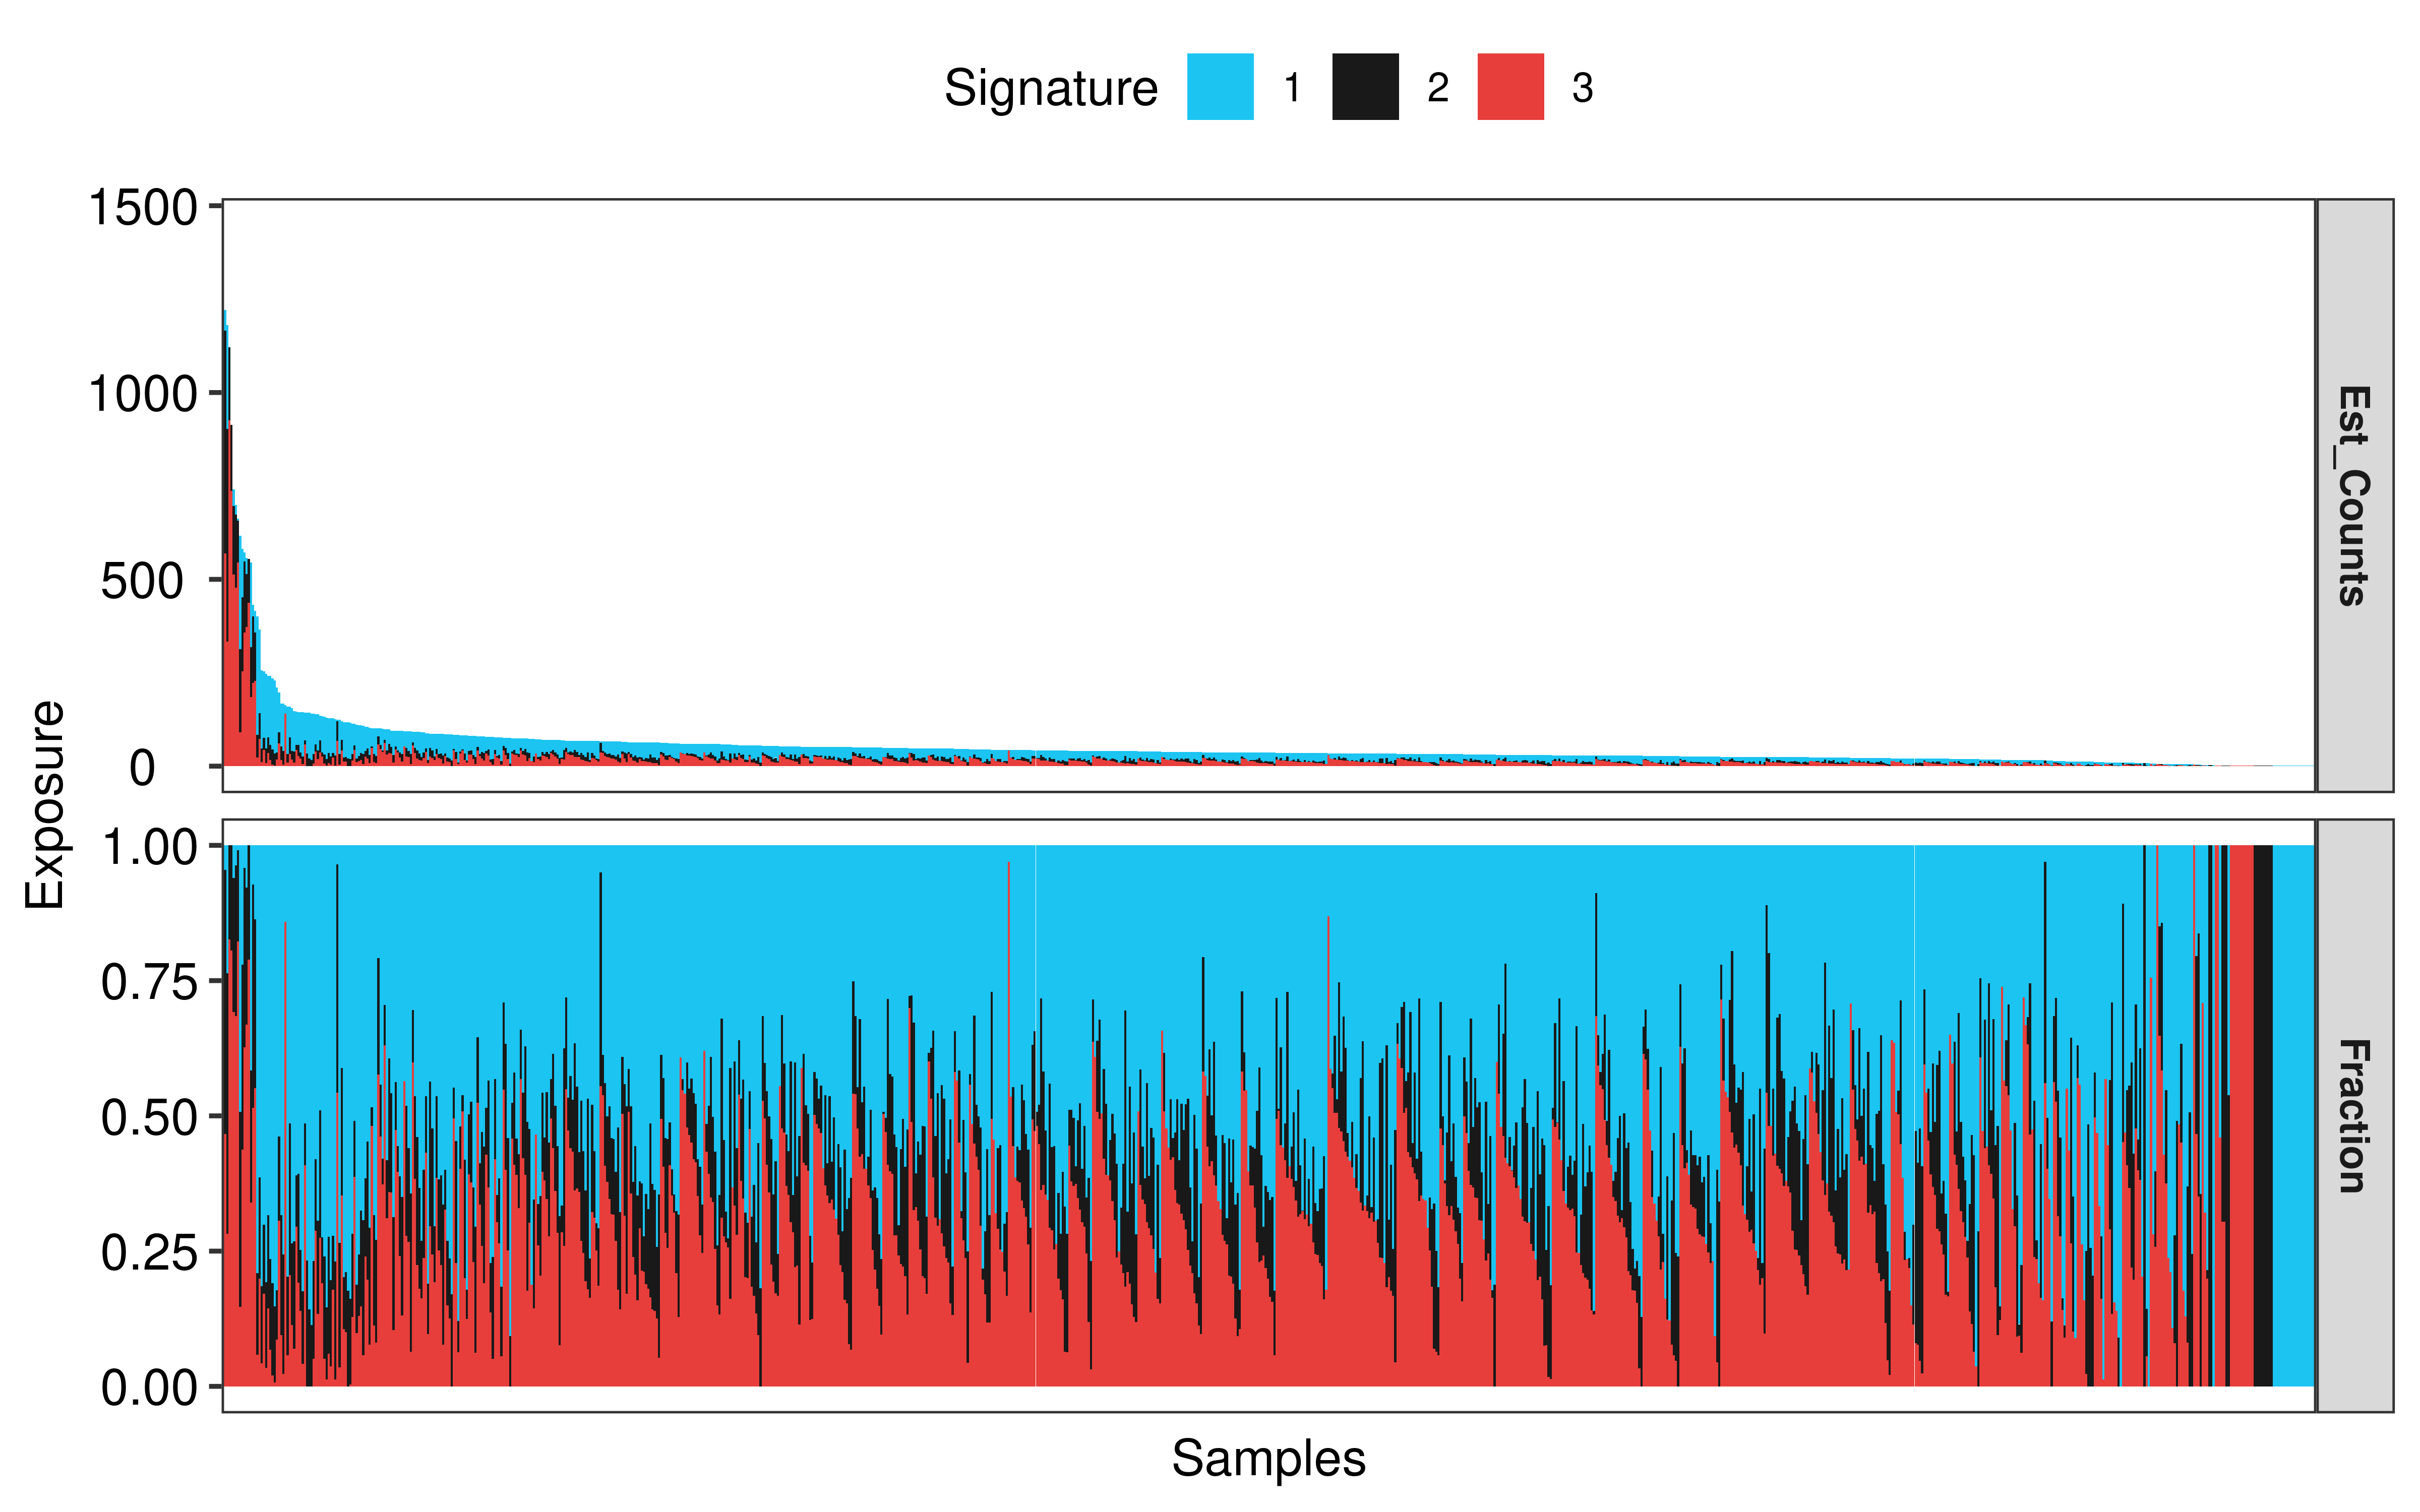 Signature 1 2 3
1500
1000
500
0
Est_Counts
Exposure
1.00
0.75
0.50
0.25
0.00
Fraction
Samples